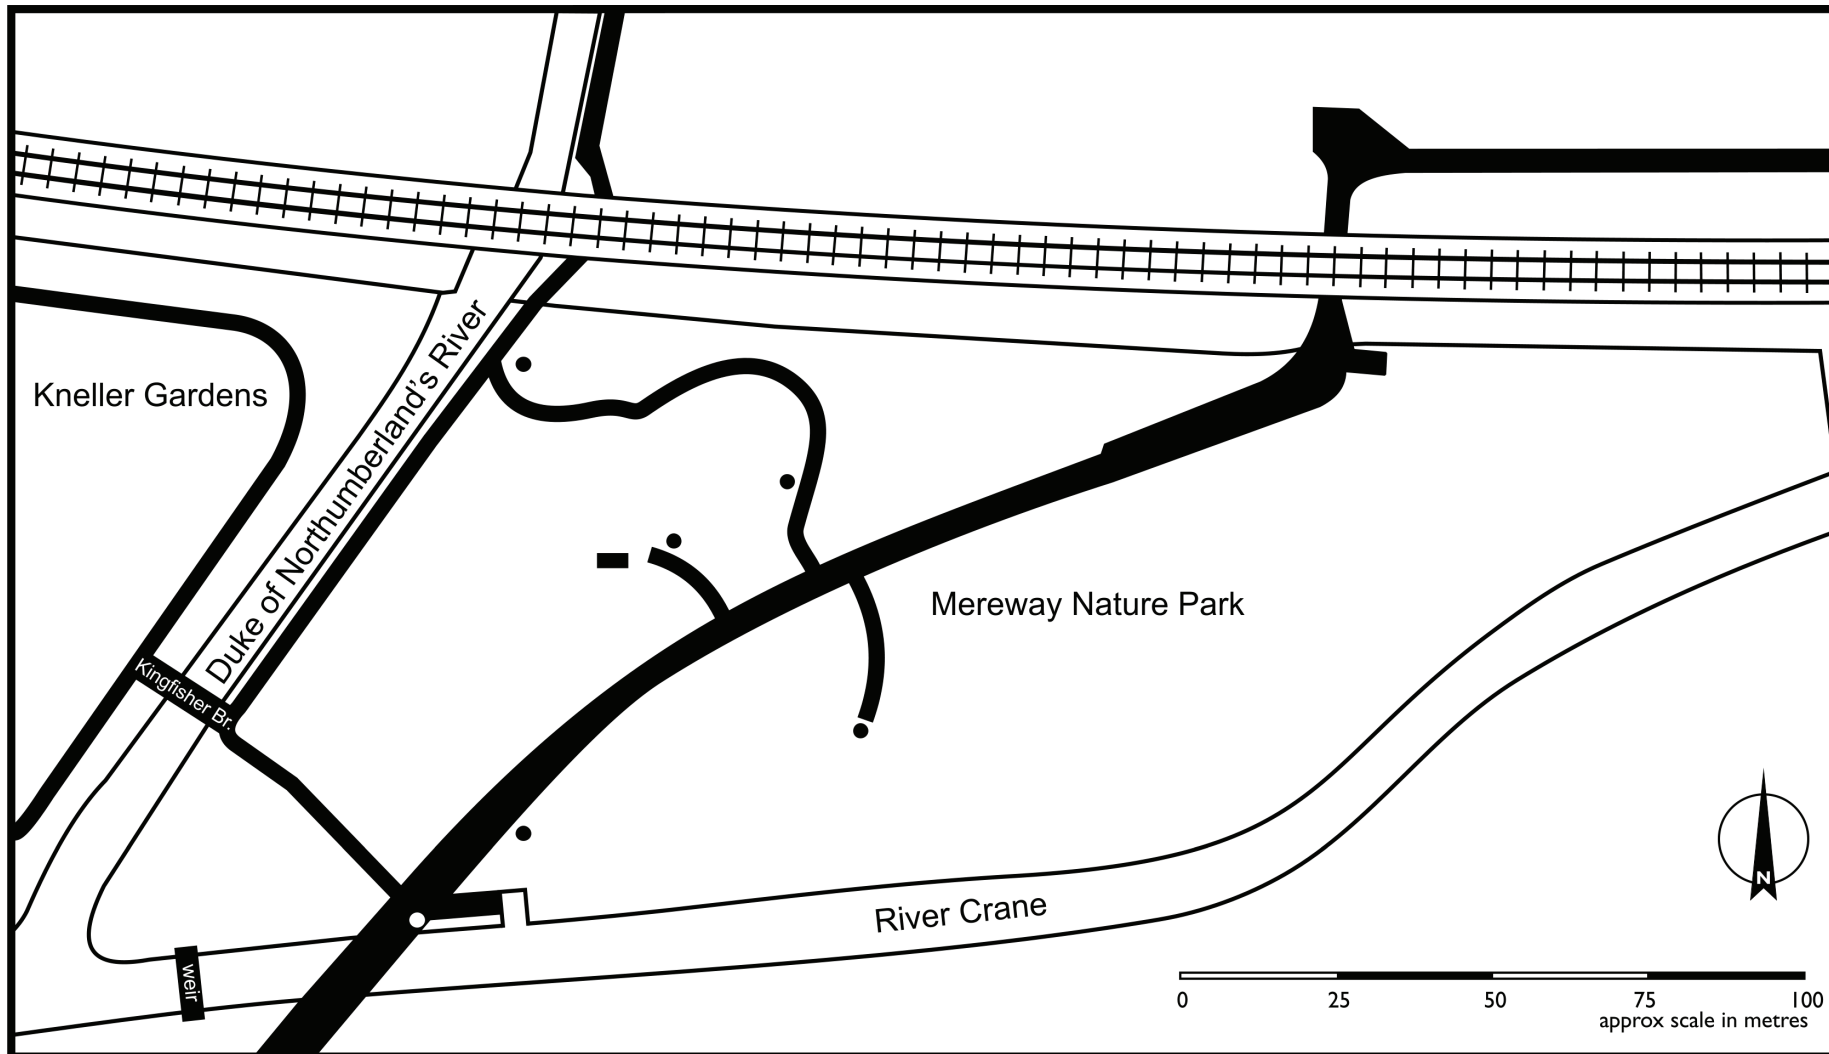 Kneller Gardens
Duke of Northumberland's River
Mereway Nature Park
Kingfisher Br.
River Crane
weir
N
0 25 50 75 100
approx scale in metres